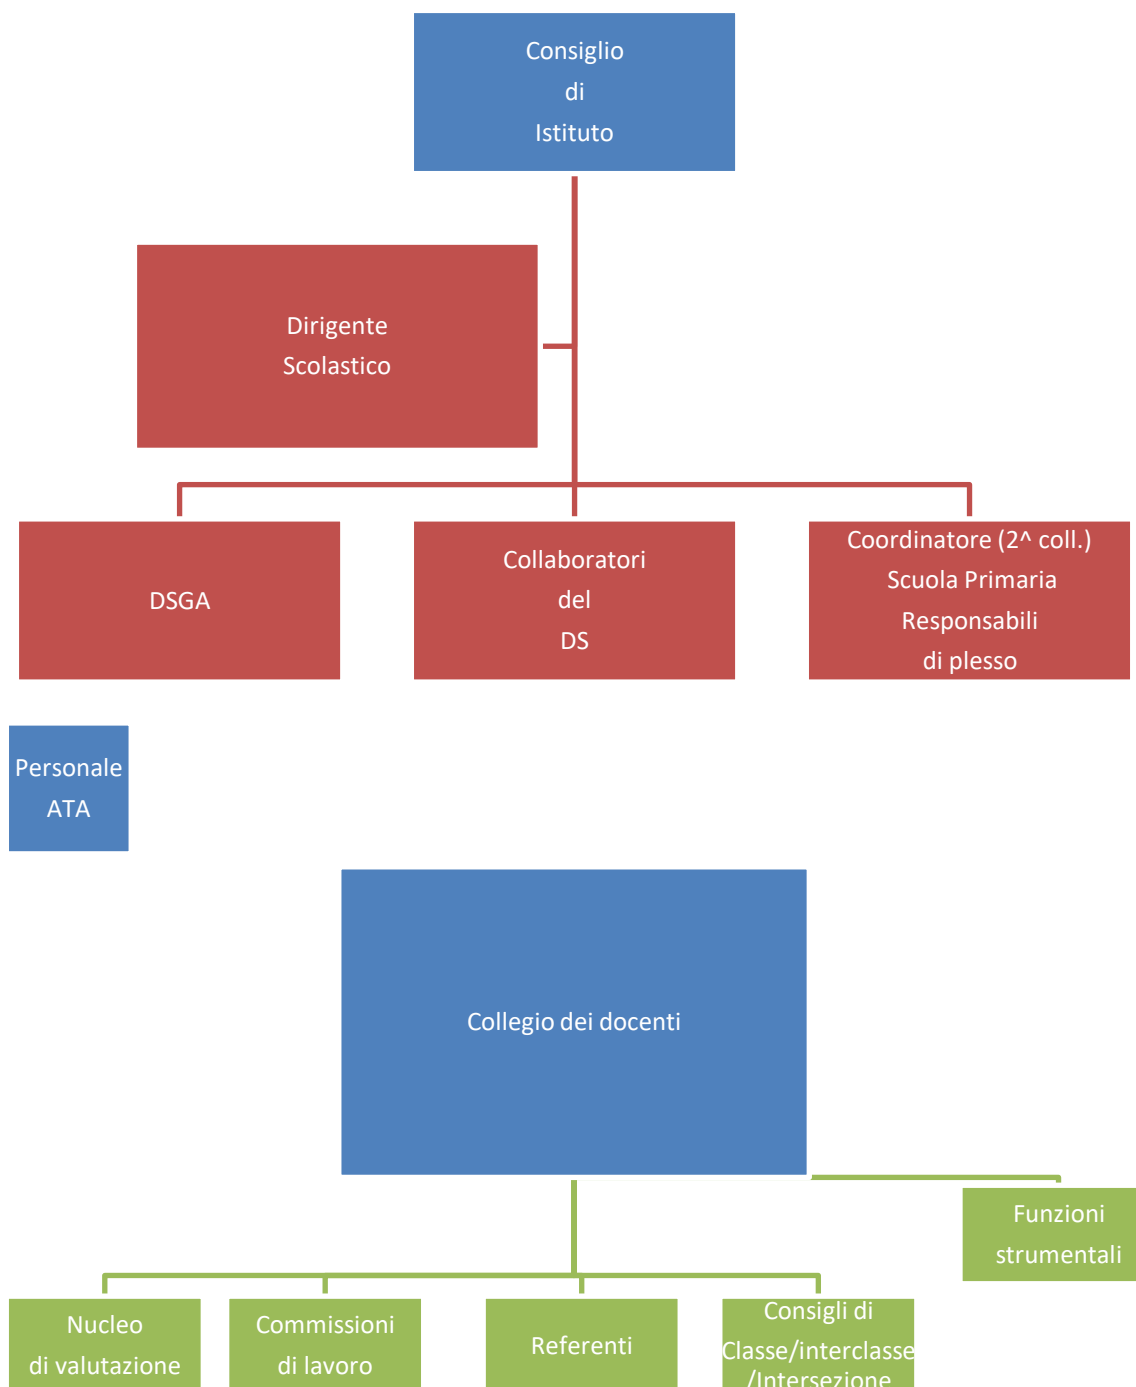 Consiglio
di
Istituto
Dirigente
Scolastico
DSGA
Collaboratori
del
DS
Coordinatore (2^ coll.)
Scuola Primaria
Responsabili
di plesso
Personale
ATA
Collegio dei docenti
Funzioni
strumentali
Nucleo
di valutazione
Commissioni
di lavoro
Referenti
Consigli di
Classe/interclasse
/Intersezione